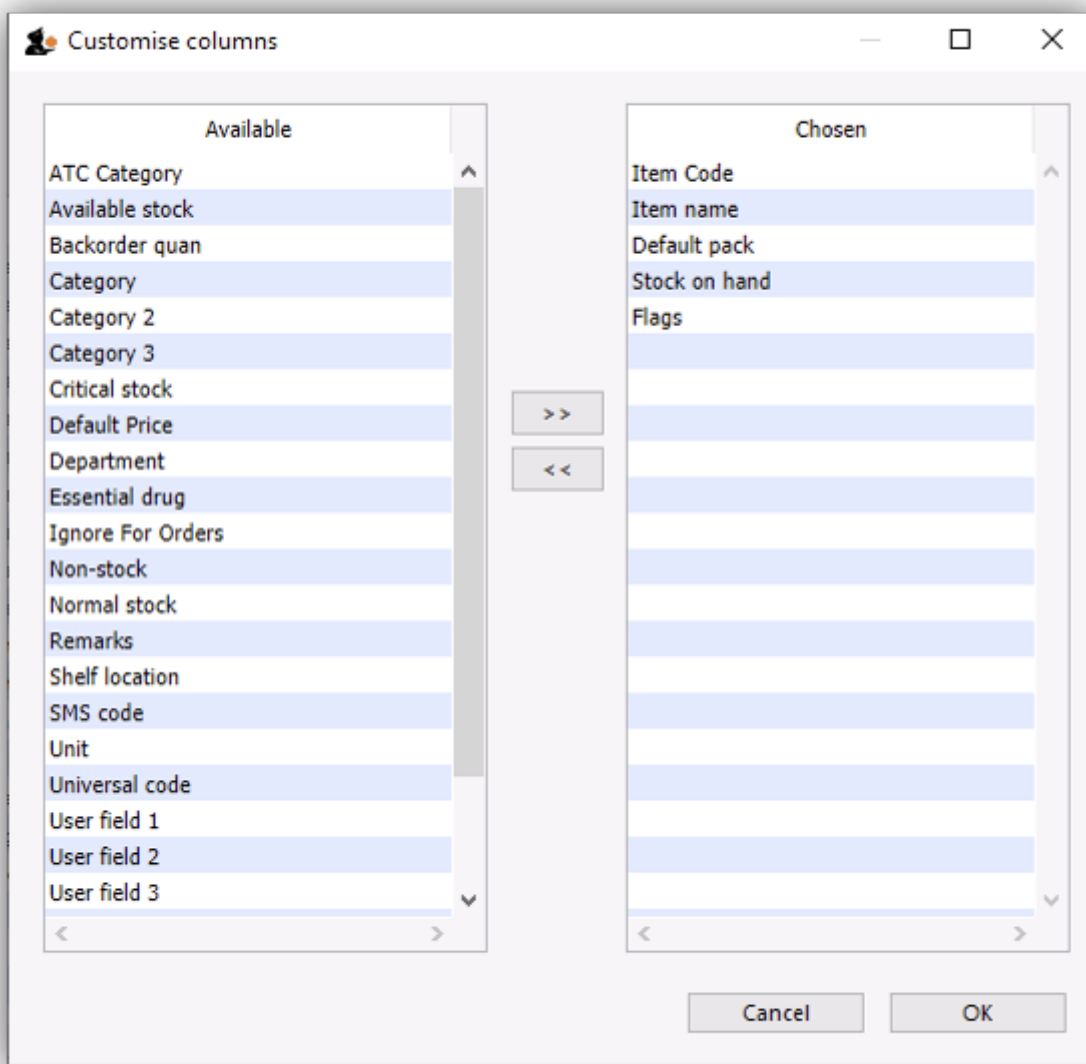 Customise columns
Available
ATC Category
Available stock
Backorder quan
Category
Category 2
Category 3
Critical stock
Default Price
Department
Essential drug
Ignore For Orders
Non-stock
Normal stock
Remarks
Shelf location
SMS code
Unit
Universal code
User field 1
User field 2
User field 3
>>
<<
Chosen
Item Code
Item name
Default pack
Stock on hand
Flags
Cancel
OK